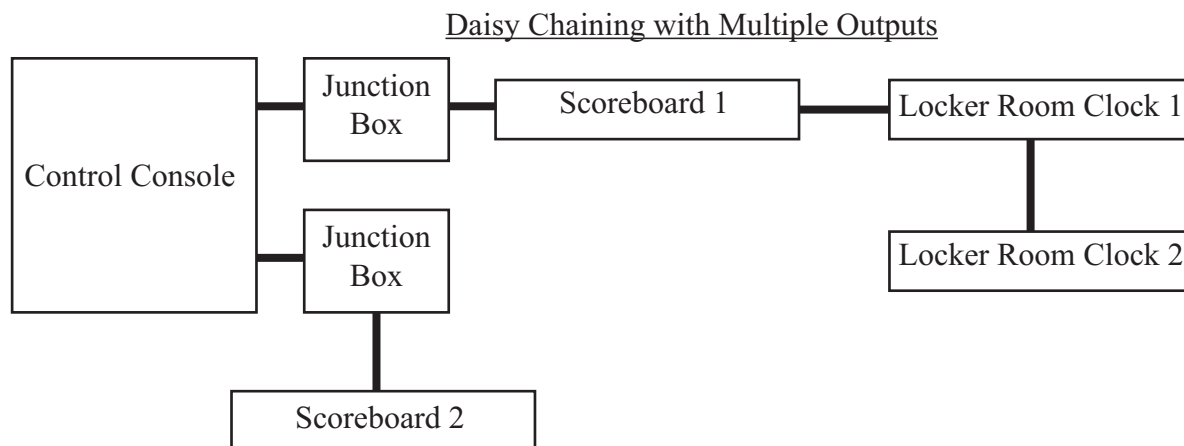 Daisy Chaining with Multiple Outputs
Control Console
Junction
Box
Scoreboard 1
Locker Room Clock 1
Junction
Box
Locker Room Clock 2
Scoreboard 2